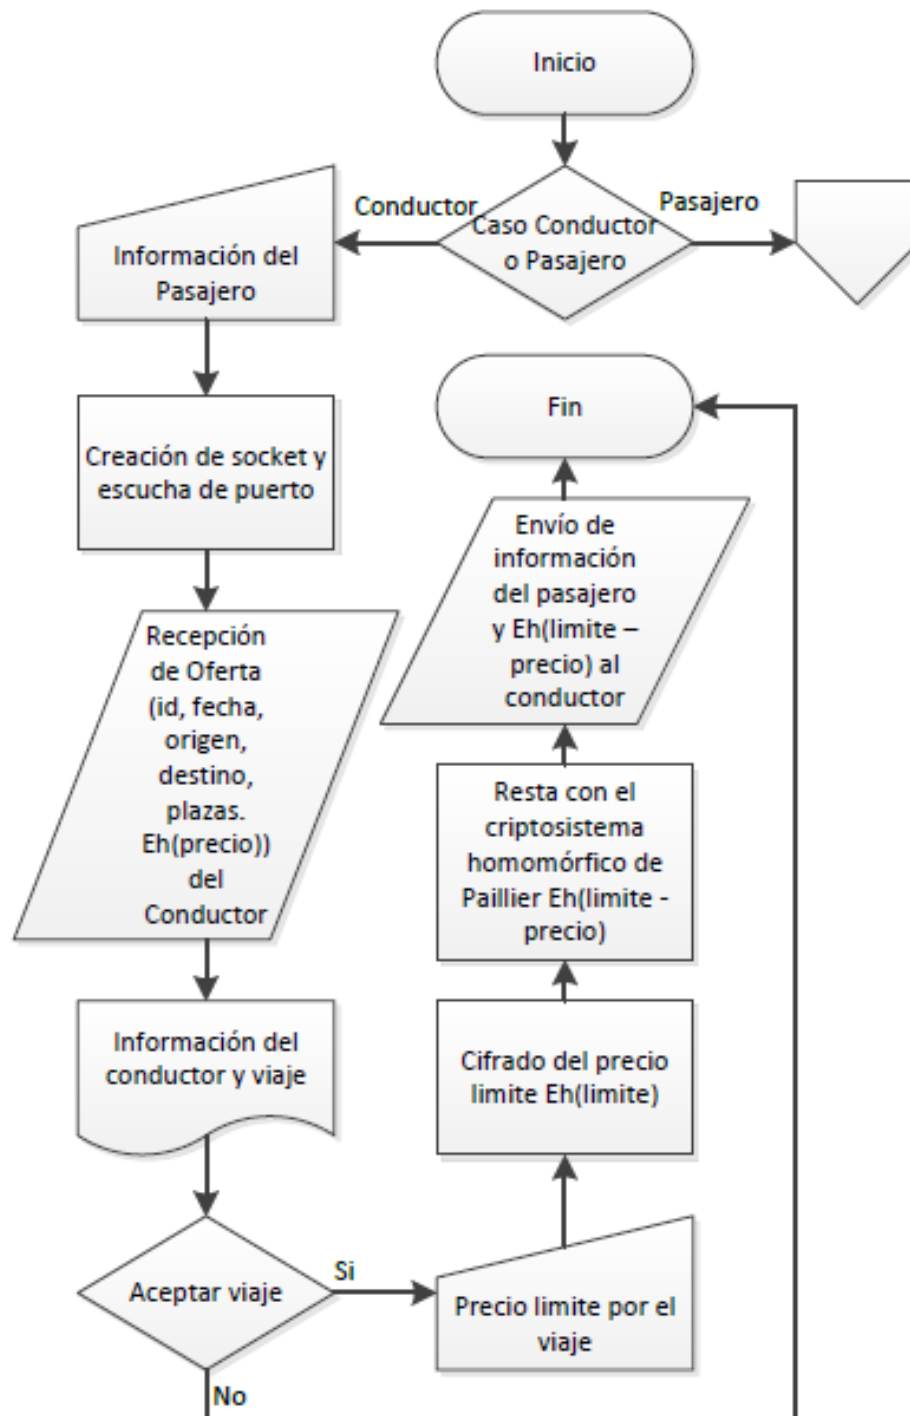 Inicio
Conductor
Pasajero
Caso Conductor
o Pasajero
Información del
Pasajero
Creación de socket y
escucha de puerto
Recepción
de Oferta
(id, fecha,
origen,
destino,
plazas.
Eh(precio))
del
Conductor
Información del
conductor y viaje
Aceptar viaje
Si
No
Precio limite por el
viaje
Cifrado del precio
limite Eh(limite)
Resta con el
criptosistema
homomórfico de
Paillier Eh(limite -
precio)
Envío de
información
del pasajero
y Eh(limite –
precio) al
conductor
Fin